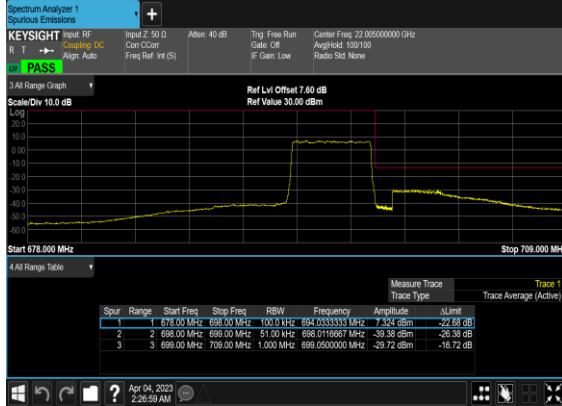 Spectrum Analyzer 1
Spurious Emissions
+
KEYSIGHT
R T
PASS
Input: RF
Coupling: DC
Align: Auto
Input Z: 50 Ω
Corr CCorr
Freq Ref: Int (S)
Atten: 40 dB
Trig: Free Run
Gate: Off
IF Gain: Low
Center Freq: 22.005000000 GHz
Avg|Hold: 100/100
Radio Std: None
3 All Range Graph
Scale/Div 10.0 dB
Ref Lvl Offset 7.60 dB
Ref Value 30.00 dBm
Log
20.0
10.0
0.00
-10.0
-20.0
-30.0
-40.0
-50.0
-60.0
Start 678.000 MHz
Stop 709.000 MH
4 All Range Table
Measure Trace Trace 1
Trace Type Trace Average (Active)
Spur Range Start Freq Stop Freq RBW Frequency Amplitude ΔLimit
1 1 678.00 MHz 698.00 MHz 100.0 kHz 694.0333333 MHz 7.324 dBm -22.68 dB
2 2 698.00 MHz 699.00 MHz 51.00 kHz 698.0116667 MHz -39.38 dBm -26.38 dB
3 3 699.00 MHz 709.00 MHz 1.000 MHz 699.0500000 MHz -29.72 dBm -16.72 dB
?
Apr 04, 2023
2:26:59 AM